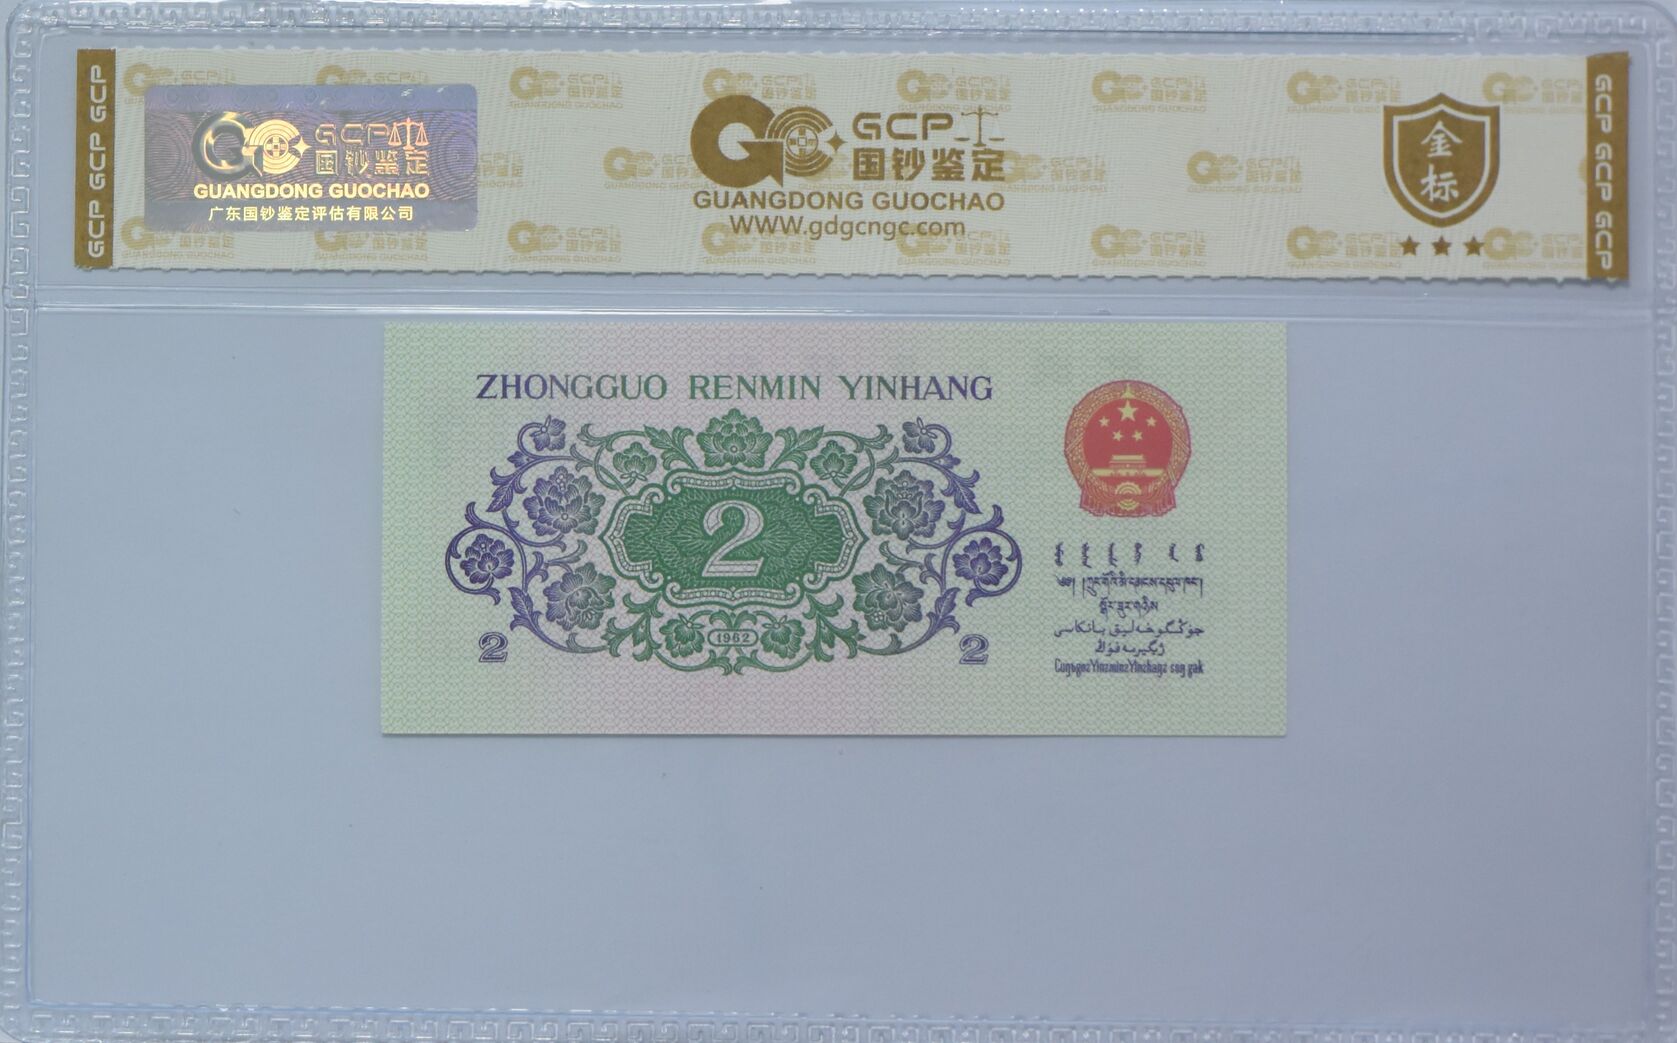 GCP GCP GCP
GCP
国钞鉴定
GUANGDONG GUOCHAO
广东国钞鉴定评估有限公司
GCP
国钞鉴定
GUANGDONG GUOCHAO
WWW.gdgcngc.com
金
标
GCP GCP GCP
ZHONGGUO RENMIN YINHANG
2
1962
2
2
جۇڭگوخەلىق بانكاسى